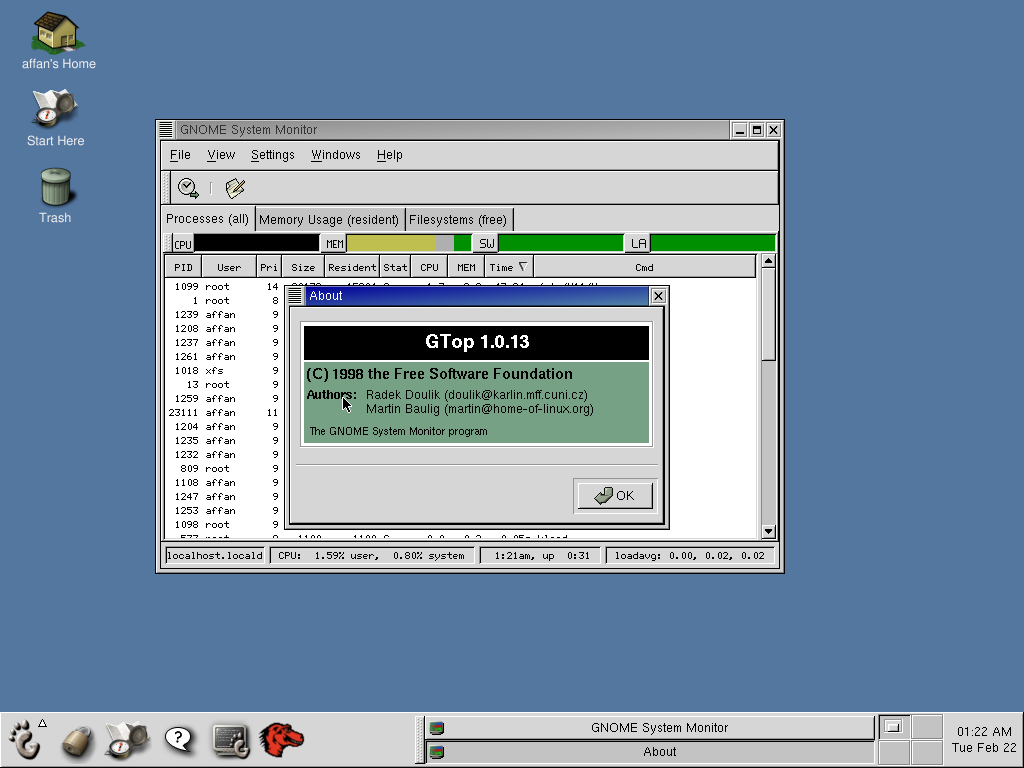 affan's Home
Start Here
Trash
GNOME System Monitor
File View Settings Windows Help
Processes (all) Memory Usage (resident) Filesystems (free)
CPU MEM SW LA
PID User Pri Size Resident Stat CPU MEM Time Cmd
1099 root 14
1 root 8
1239 affan 9
1208 affan 9
1237 affan 9
1261 affan 9
1018 xfs 9
13 root 9
1259 affan 9
23111 affan 11
1204 affan 9
1235 affan 9
1232 affan 9
809 root 9
1108 affan 9
1247 affan 9
1253 affan 9
1098 root 9
About
GTop 1.0.13
(C) 1998 the Free Software Foundation
Authors: Radek Doulik (doulik@karlin.mff.cuni.cz)
Martin Baulig (martin@home-of-linux.org)
The GNOME System Monitor program
OK
localhost.locald CPU: 1.59% user, 0.80% system 1:21am, up 0:31 loadavg: 0.00, 0.02, 0.02
GNOME System Monitor
About
01:22 AM
Tue Feb 22